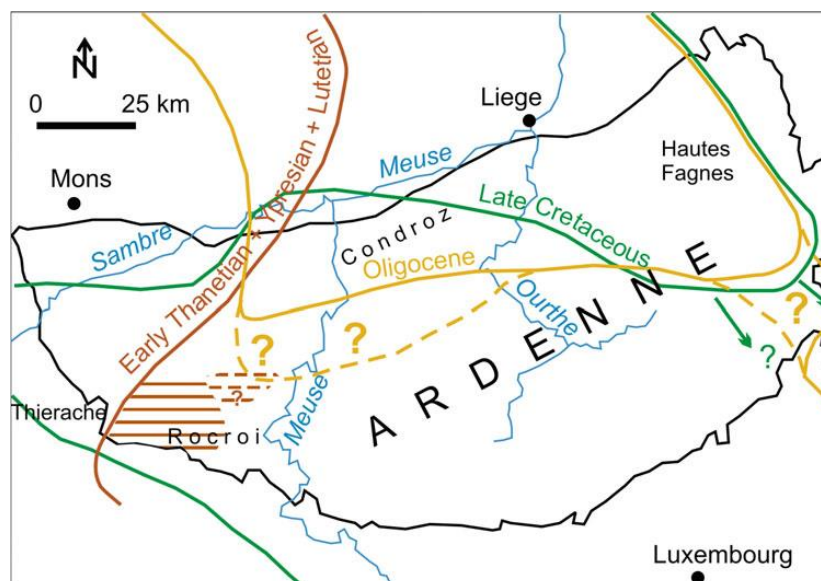 N
0 25 km
Liege
Mons
Meuse
Hautes
Fagnes
Sambre
Condroz
Late Cretaceous
Oligocene
Early Thanetian + Ypresian + Lutetian
Ourthe
ARDENNE
?
?
?
?
?
Thierache
Rocroi
Meuse
Luxembourg